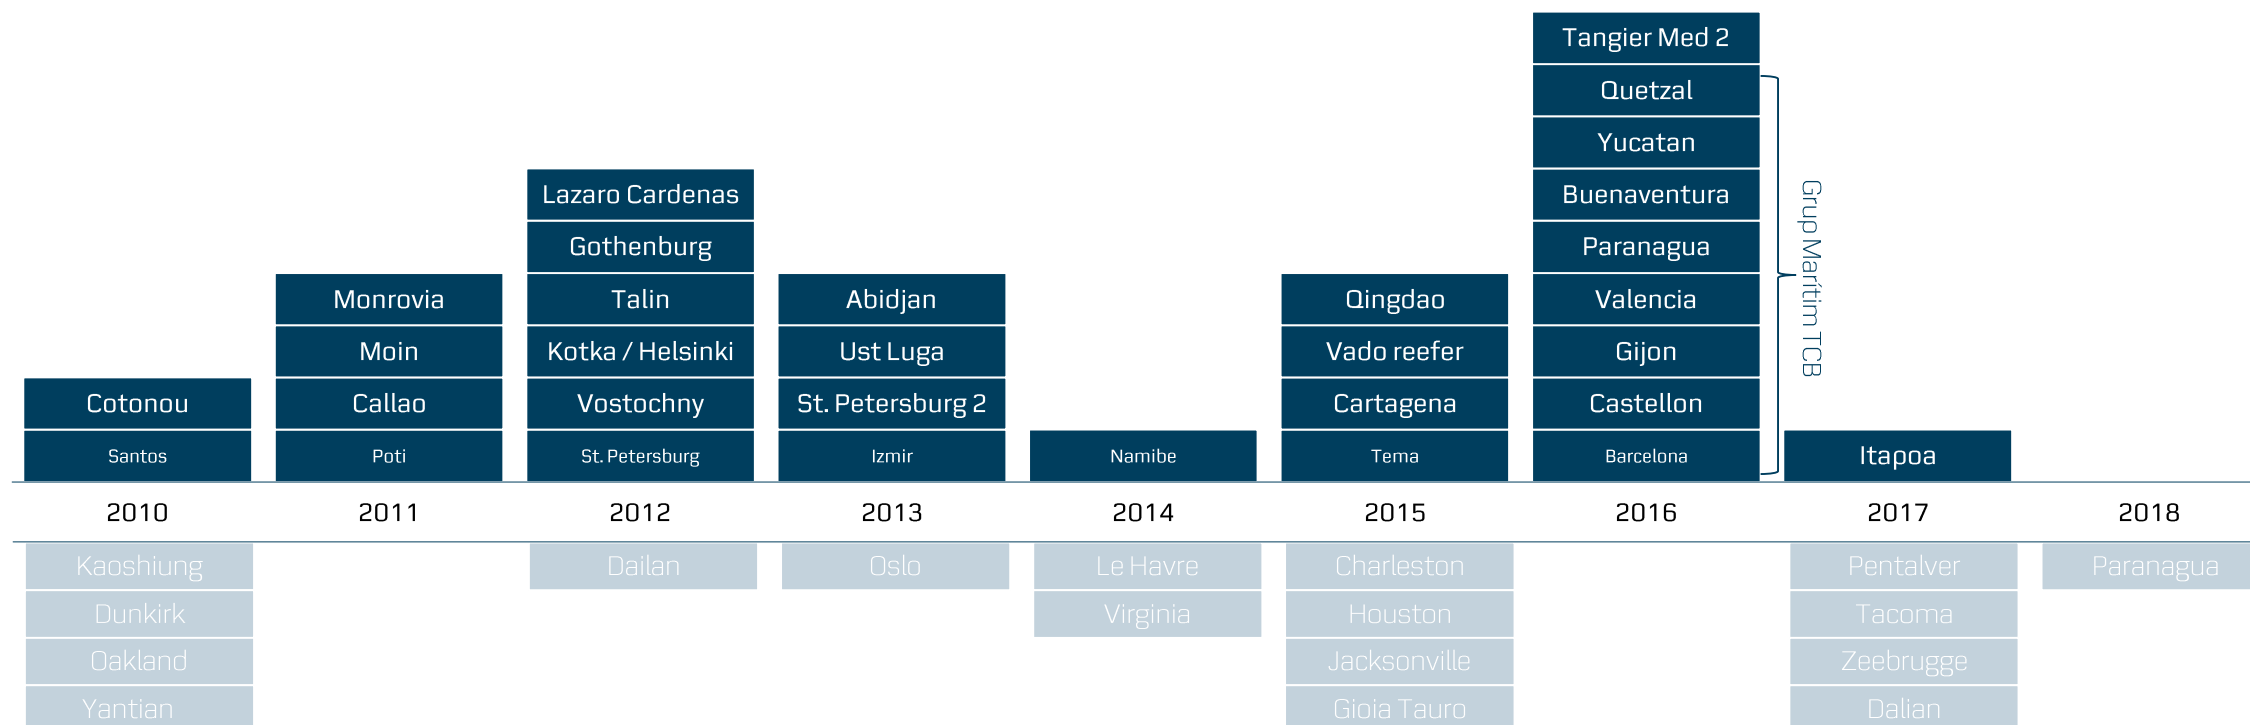 Tangier Med 2
Quetzal
Yucatan
Lazaro Cardenas
Buenaventura
Gothenburg
Paranagua
Monrovia
Talin
Abidjan
Qingdao
Valencia
Moin
Kotka / Helsinki
Ust Luga
Vado reefer
Gijon
Cotonou
Callao
Vostochny
St. Petersburg 2
Cartagena
Castellon
Santos
Poti
St. Petersburg
Izmir
Namibe
Tema
Barcelona
Itapoa
Grup Marítim TCB
2010 2011 2012 2013 2014 2015 2016 2017 2018
Kaoshiung
Dailan
Oslo
Le Havre
Charleston
Pentalver
Paranagua
Dunkirk
Virginia
Houston
Tacoma
Oakland
Jacksonville
Zeebrugge
Yantian
Gioia Tauro
Dalian